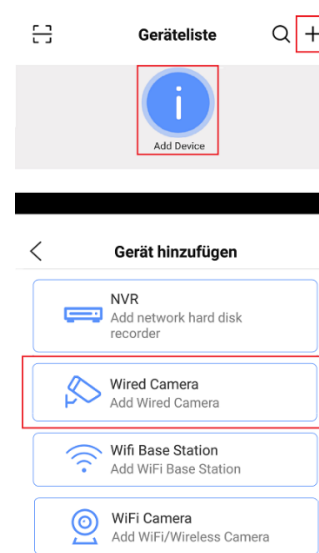 Geräteliste
Add Device
Gerät hinzufügen
NVR
Add network hard disk
recorder
Wired Camera
Add Wired Camera
Wifi Base Station
Add WiFi Base Station
WiFi Camera
Add WiFi/Wireless Camera